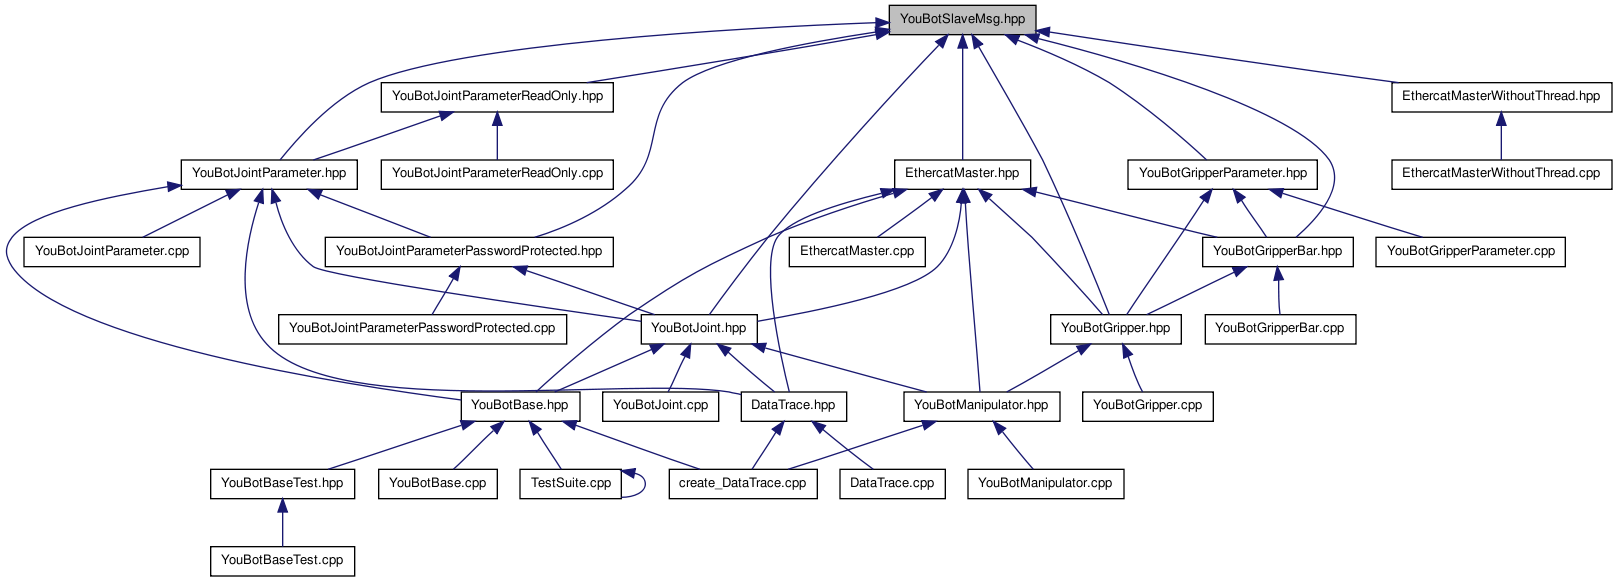 YouBotSlaveMsg.hpp
YouBotJointParameterReadOnly.hpp
EthercatMasterWithoutThread.hpp
YouBotJointParameter.hpp
YouBotJointParameterReadOnly.cpp
EthercatMaster.hpp
YouBotGripperParameter.hpp
EthercatMasterWithoutThread.cpp
YouBotJointParameter.cpp
YouBotJointParameterPasswordProtected.hpp
EthercatMaster.cpp
YouBotGripperBar.hpp
YouBotGripperParameter.cpp
YouBotJointParameterPasswordProtected.cpp
YouBotJoint.hpp
YouBotGripper.hpp
YouBotGripperBar.cpp
YouBotBase.hpp
YouBotJoint.cpp
DataTrace.hpp
YouBotManipulator.hpp
YouBotGripper.cpp
YouBotBaseTest.hpp
YouBotBase.cpp
TestSuite.cpp
create_DataTrace.cpp
DataTrace.cpp
YouBotManipulator.cpp
YouBotBaseTest.cpp